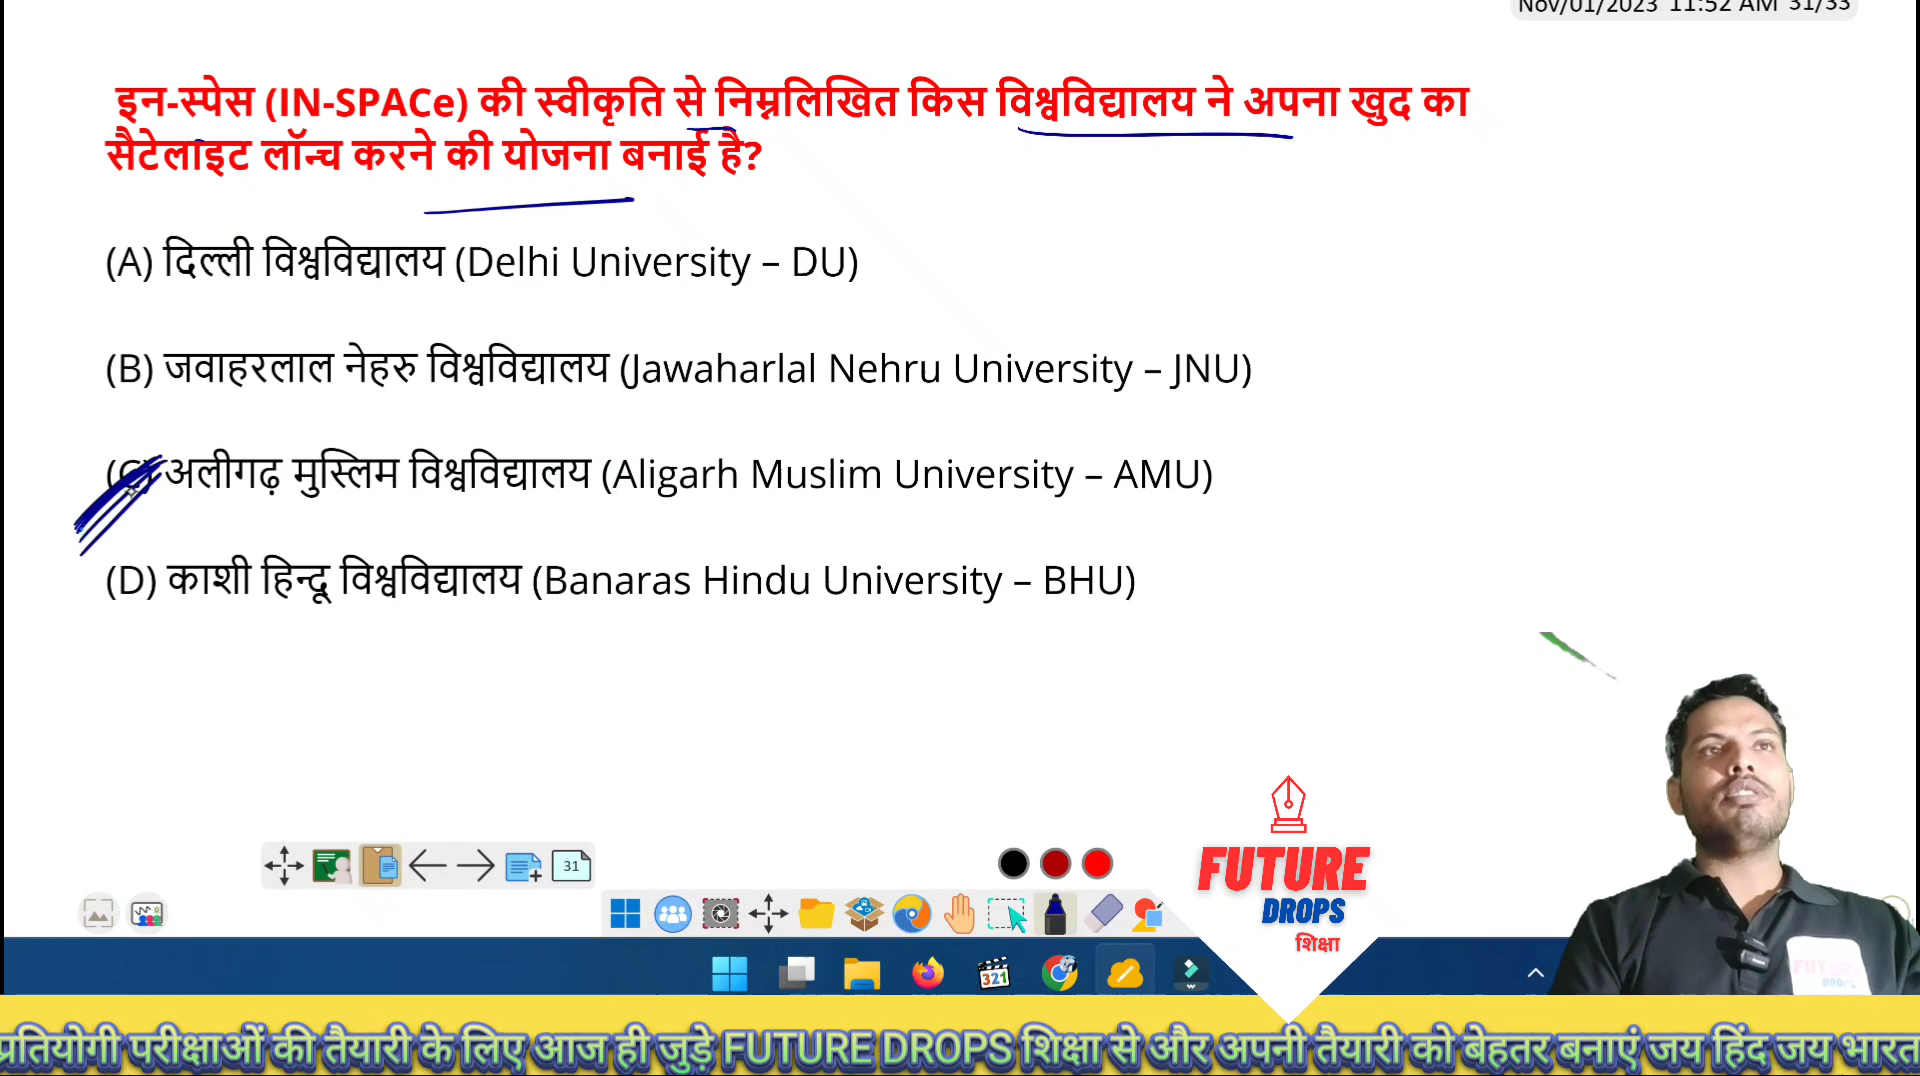 Nov/01/2023 11:52 AM 31/33
इन-स्पेस (IN-SPACe) की स्वीकृति से निम्नलिखित किस विश्वविद्यालय ने अपना खुद का
सैटेलाइट लॉन्च करने की योजना बनाई है?
(A) दिल्ली विश्वविद्यालय (Delhi University – DU)
(B) जवाहरलाल नेहरु विश्वविद्यालय (Jawaharlal Nehru University – JNU)
(C) अलीगढ़ मुस्लिम विश्वविद्यालय (Aligarh Muslim University – AMU)
(D) काशी हिन्दू विश्वविद्यालय (Banaras Hindu University – BHU)
31
FUTURE
DROPS
शिक्षा
321
FUTURE
DROPS
प्रतियोगी परीक्षाओं की तैयारी के लिए आज ही जुड़े FUTURE DROPS शिक्षा से और अपनी तैयारी को बेहतर बनाएं जय हिंद जय भारत